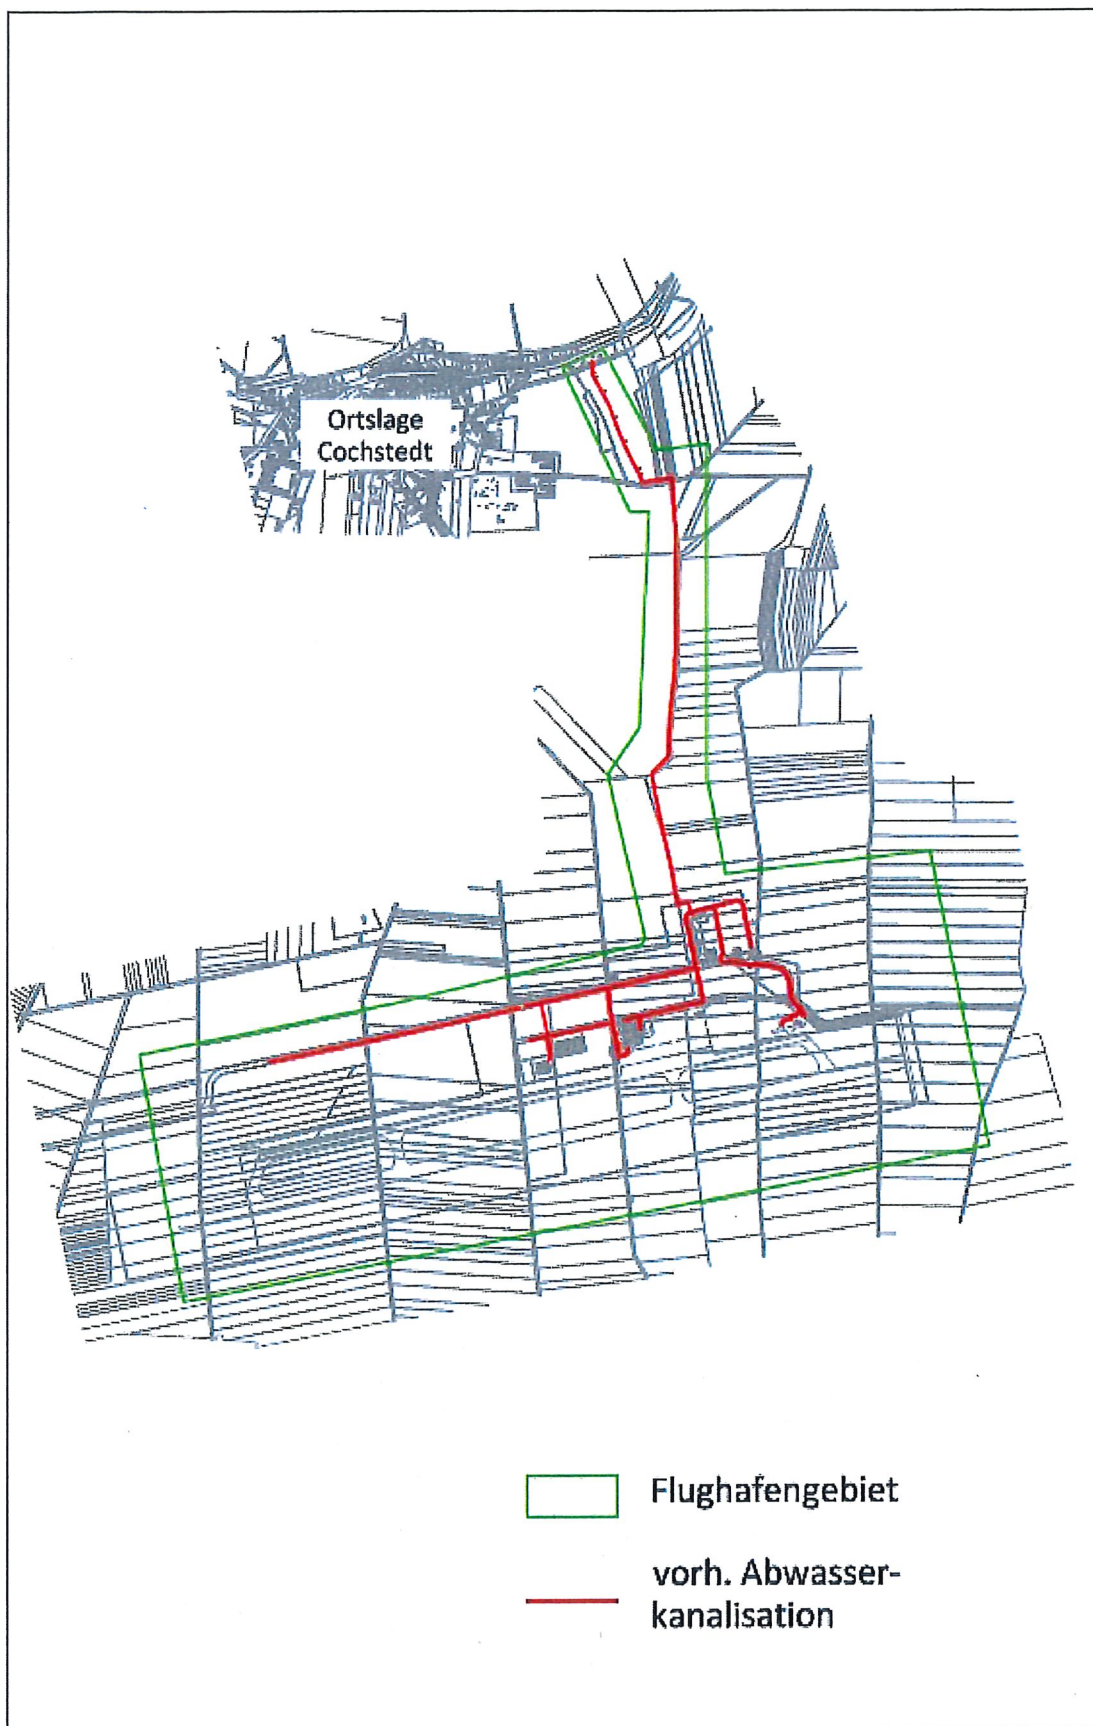 Ortslage
Cochstedt
Flughafengebiet
vorh. Abwasser-
kanalisation